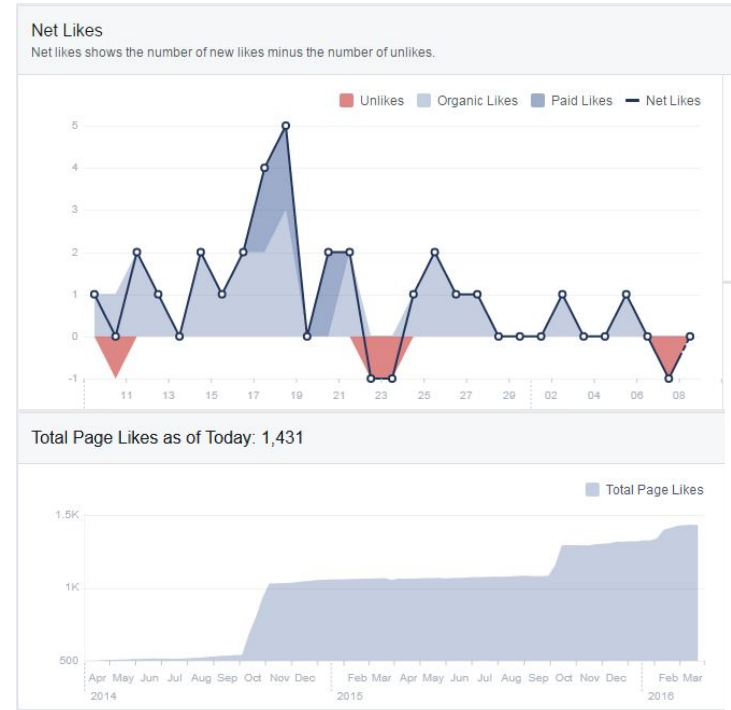 Net Likes
Net likes shows the number of new likes minus the number of unlikes.
Unlikes Organic Likes Paid Likes Net Likes
5
4
3
2
1
0
-1
11 13 15 17 19 21 23 25 27 29 02 04 06 08
Total Page Likes as of Today: 1,431
Total Page Likes
1.5K
1K
500
Apr May Jun Jul Aug Sep Oct Nov Dec Feb Mar Apr May Jun Jul Aug Sep Oct Nov Dec Feb Mar
2014 2015 2016